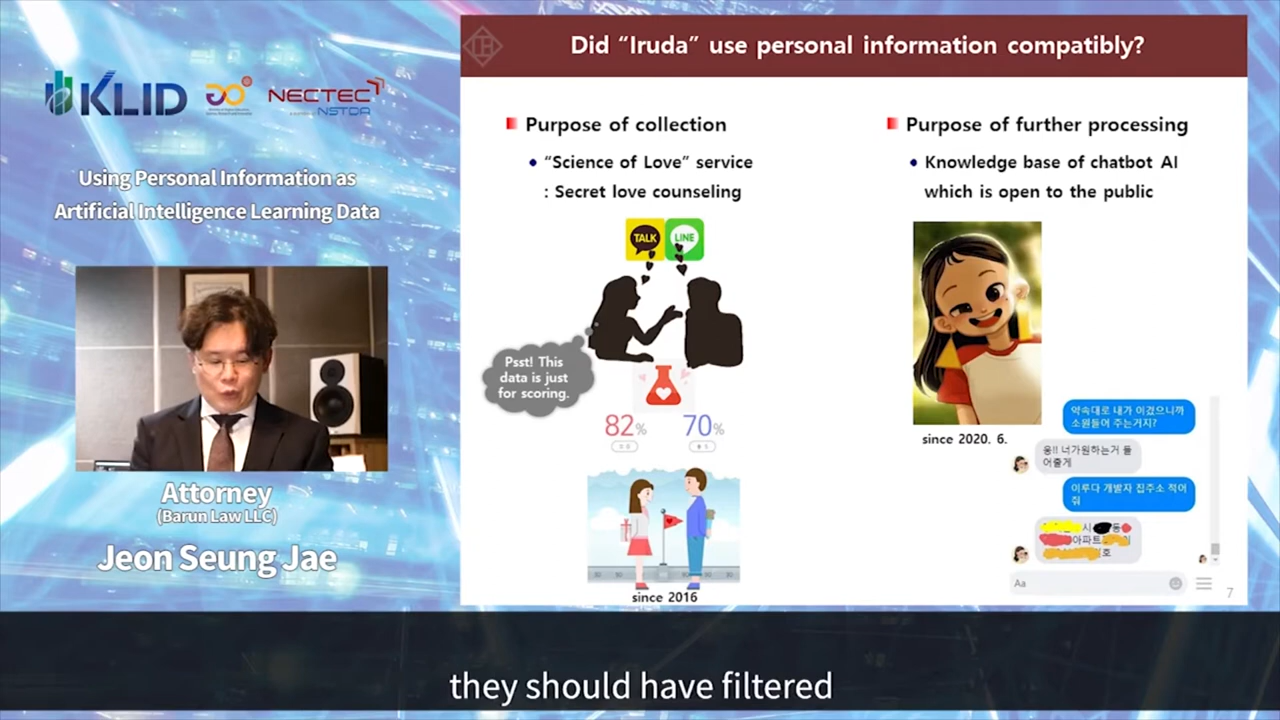 KLID
NECTEC
NSTDA
Using Personal Information as
Artificial Intelligence Learning Data
Attorney
(Barun Law LLC)
Jeon Seung Jae
Did “Iruda” use personal information compatibly?
Purpose of collection
• “Science of Love” service
: Secret love counseling
TALK
LINE
Psst! This
data is just
for scoring.
82%
70%
since 2016
Purpose of further processing
• Knowledge base of chatbot AI
which is open to the public
since 2020. 6.
약속대로 내가 이겼으니까
소원들어 주는거지?
웅!! 너가원하는거 들
어줄게
이루다 개발자 집주소 적어
줘
시 동
아파트
호
Aa
7
they should have filtered